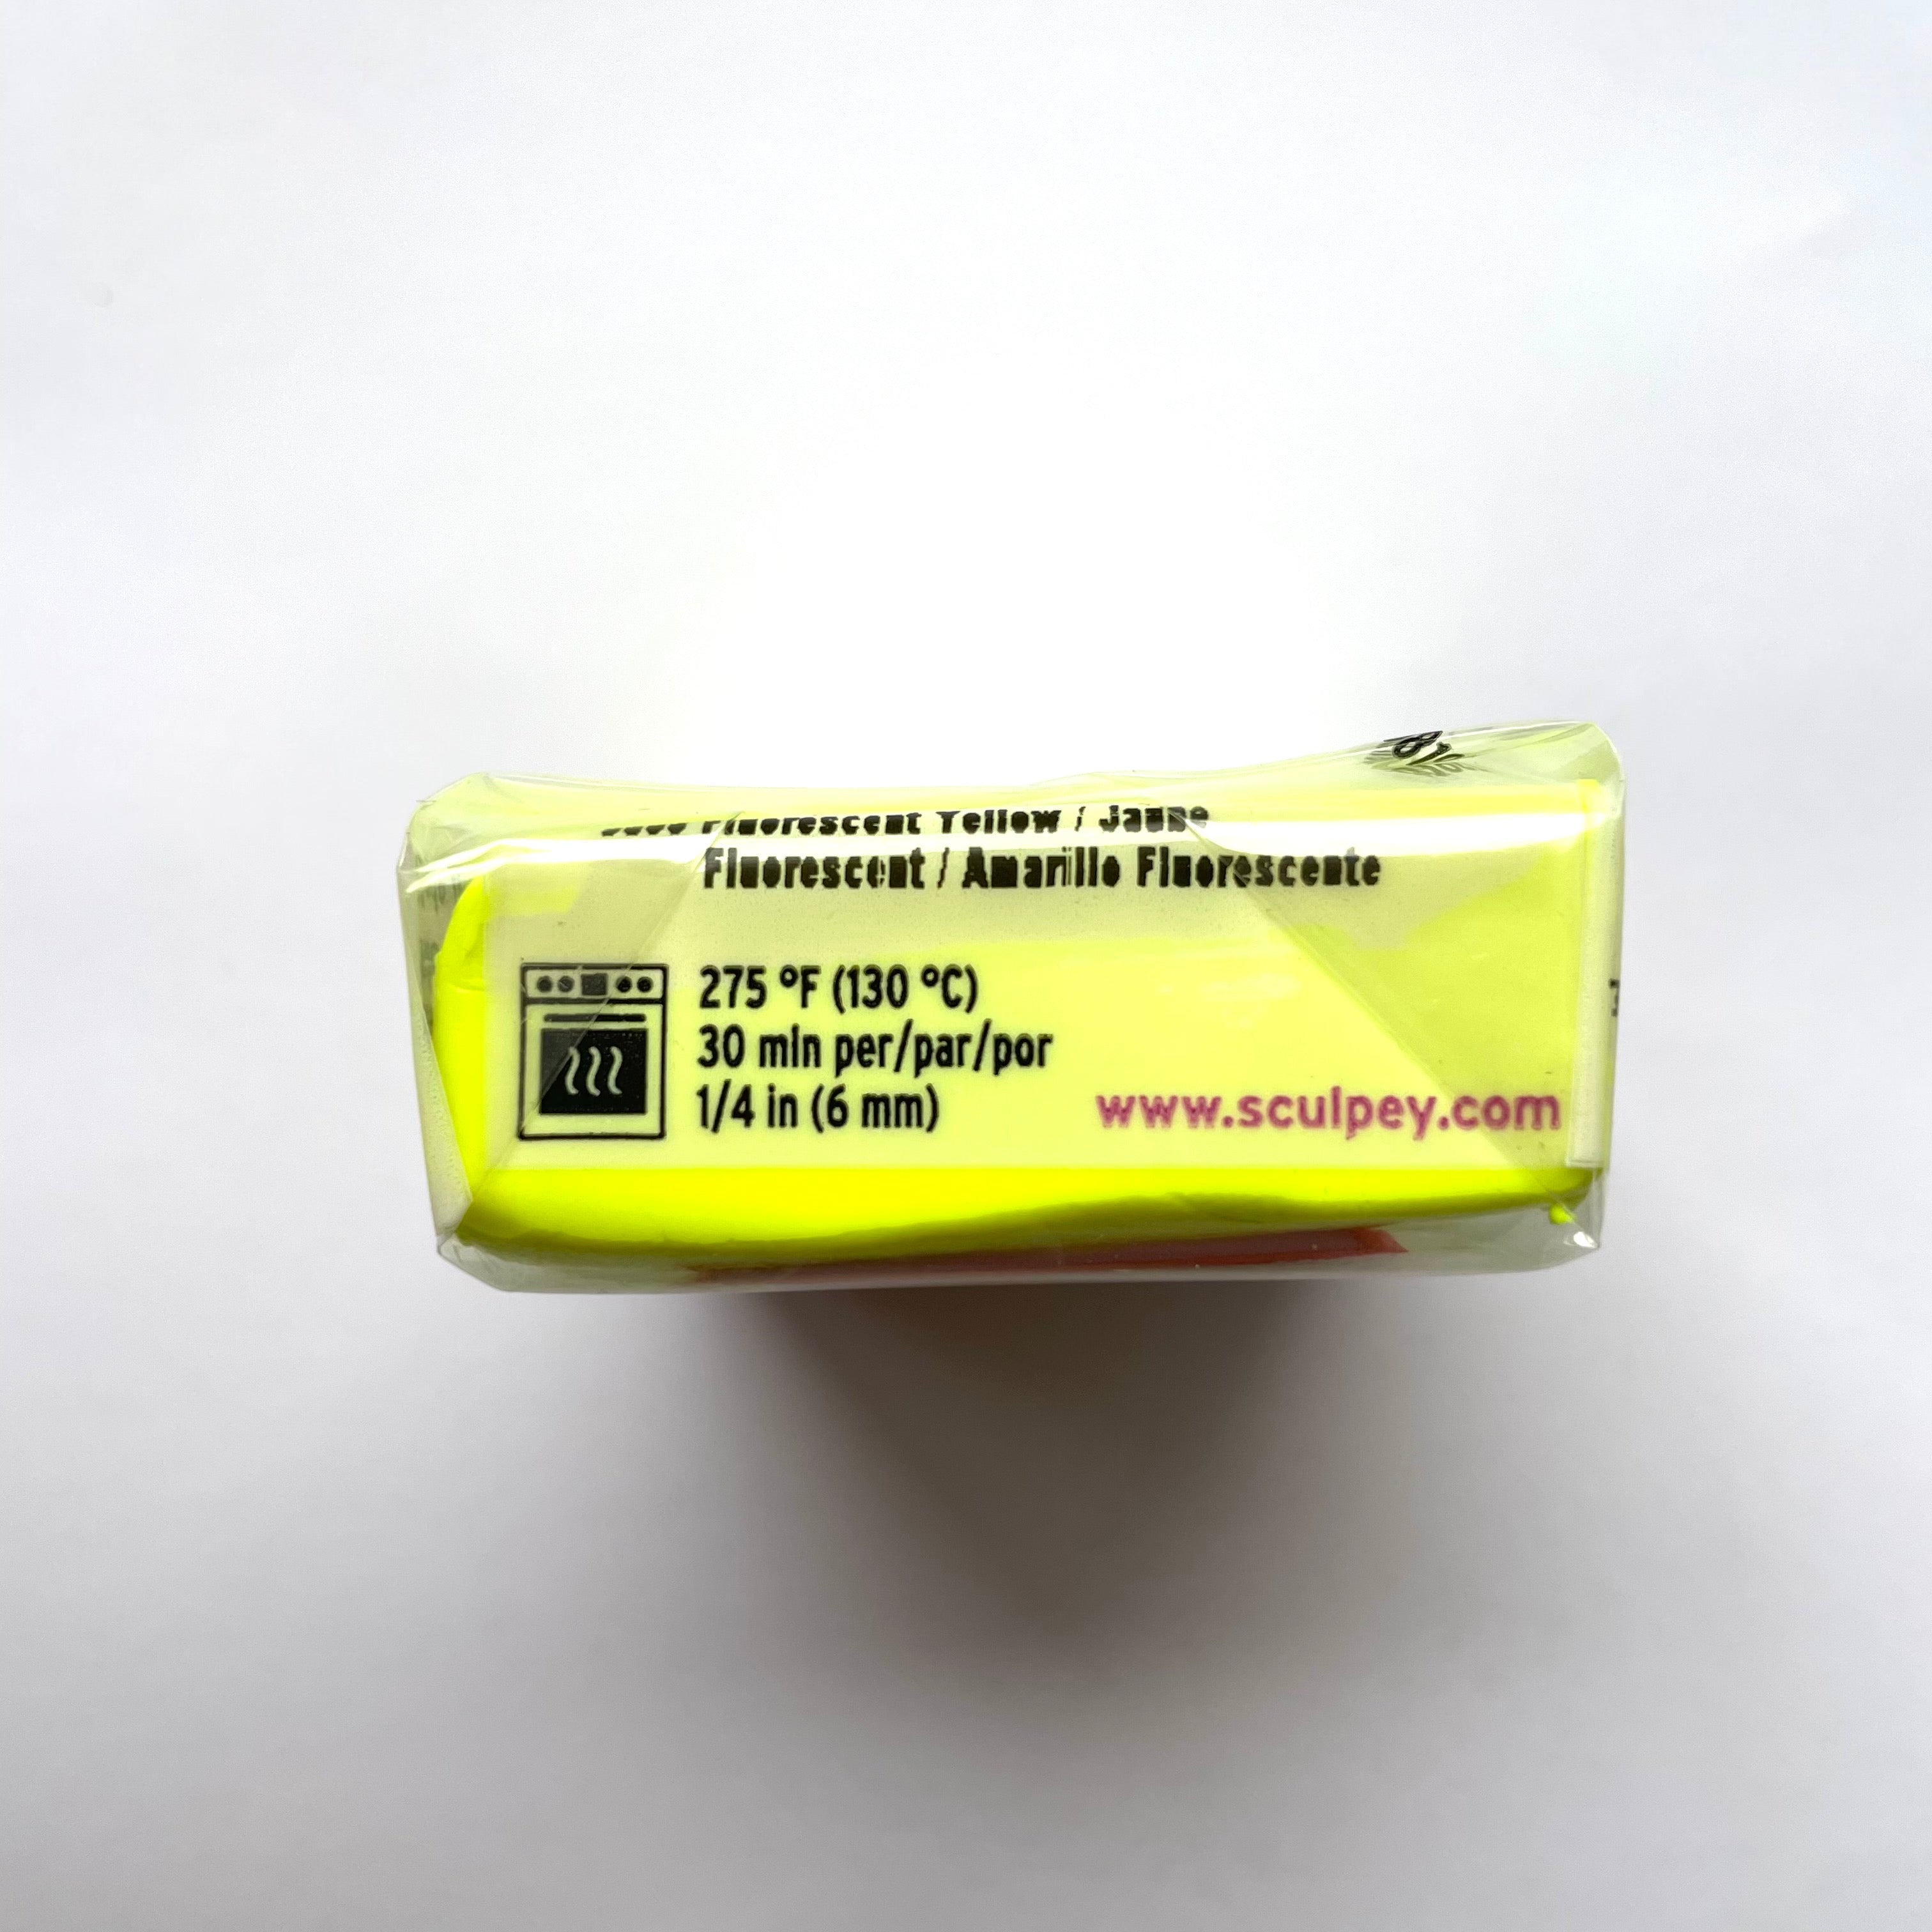 Fluorescent Yellow / Jaune
Fluorescent / Amarillo Fluorescente
275 °F (130 °C)
30 min per/par/por
1/4 in (6 mm)
www.sculpey.com